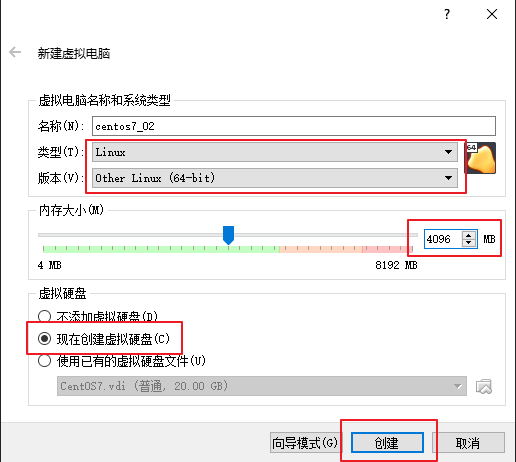 ?
新建虚拟电脑
虚拟电脑名称和系统类型
名称(N): centos7_02
类型(T): Linux
64
版本(V): Other Linux (64-bit)
内存大小(M)
4096 MB
4 MB 8192 MB
虚拟硬盘
不添加虚拟硬盘(D)
现在创建虚拟硬盘(C)
使用已有的虚拟硬盘文件(U)
CentOS7.vdi (普通, 20.00 GB)
向导模式(G) 创建 取消